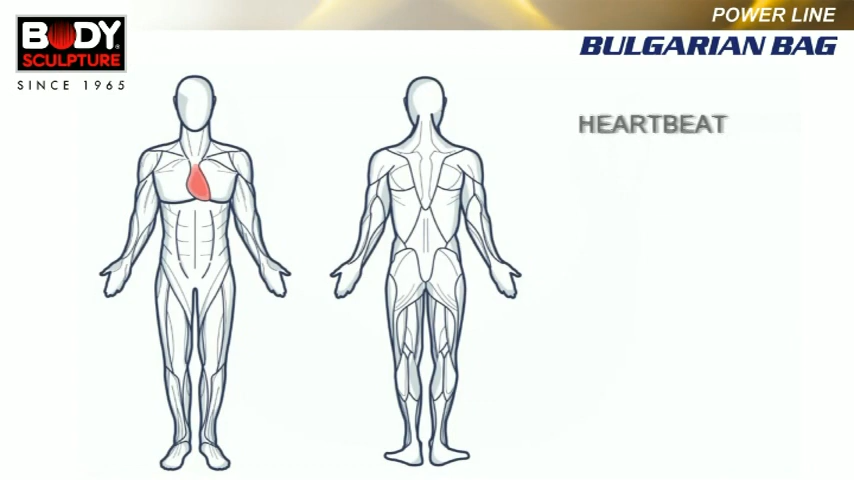 BODY
SCULPTURE®
SINCE 1965
POWER LINE
BULGARIAN BAG
HEARTBEAT